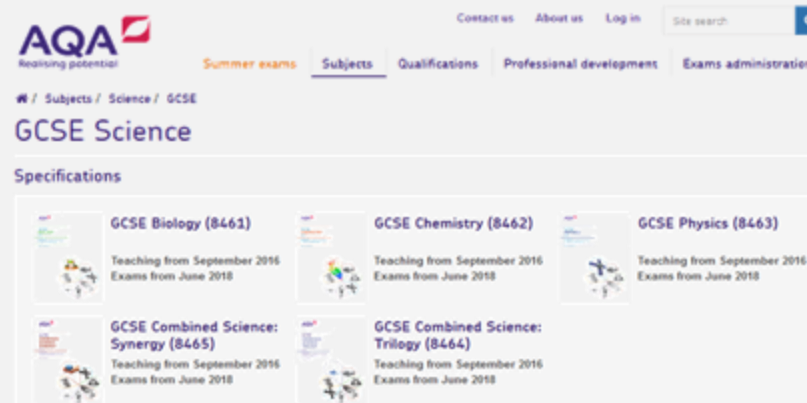 Contact us About us Log in Site search
AQA
Realising potential
Summer exams Subjects Qualifications Professional development Exams administration
/ Subjects / Science / GCSE
GCSE Science
Specifications
GCSE Biology (8461) GCSE Chemistry (8462) GCSE Physics (8463)
Teaching from September 2016 Teaching from September 2016 Teaching from September 2016
Exams from June 2018 Exams from June 2018 Exams from June 2018
GCSE Combined Science: GCSE Combined Science:
Synergy (8465) Trilogy (8464)
Teaching from September 2016 Teaching from September 2016
Exams from June 2018 Exams from June 2018